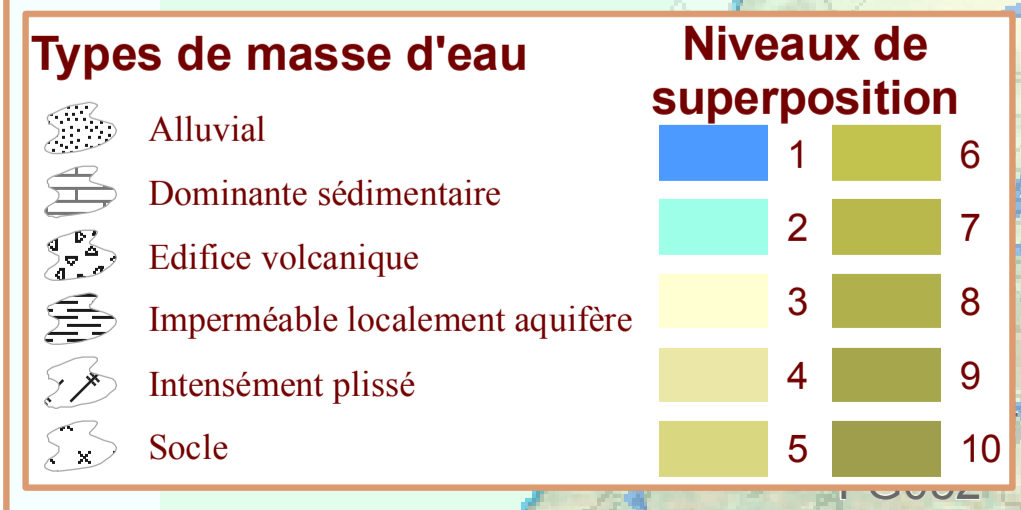 Types de masse d'eau
Alluvial
Dominante sédimentaire
Edifice volcanique
Imperméable localement aquifère
Intensément plissé
Socle
Niveaux de
superposition
1
2
3
4
5
6
7
8
9
10